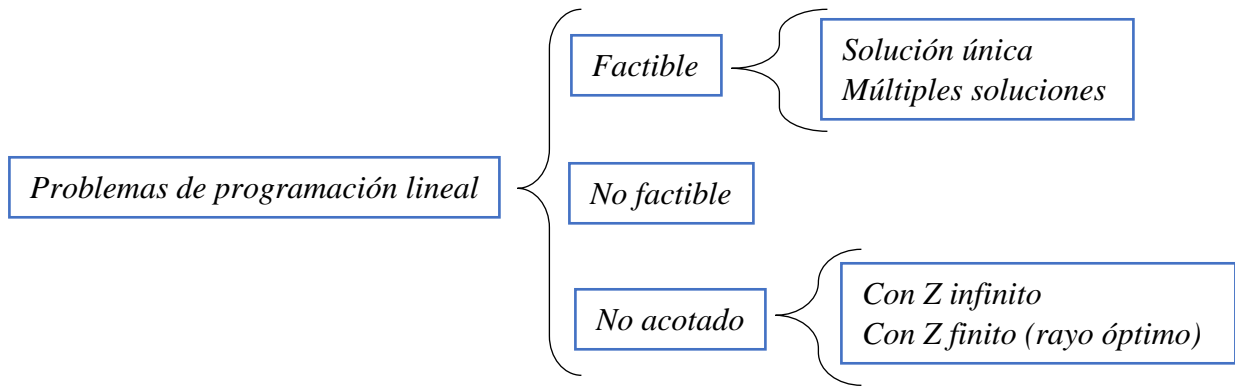 Problemas de programación lineal
Factible
Solución única
Múltiples soluciones
No factible
No acotado
Con Z infinito
Con Z finito (rayo óptimo)